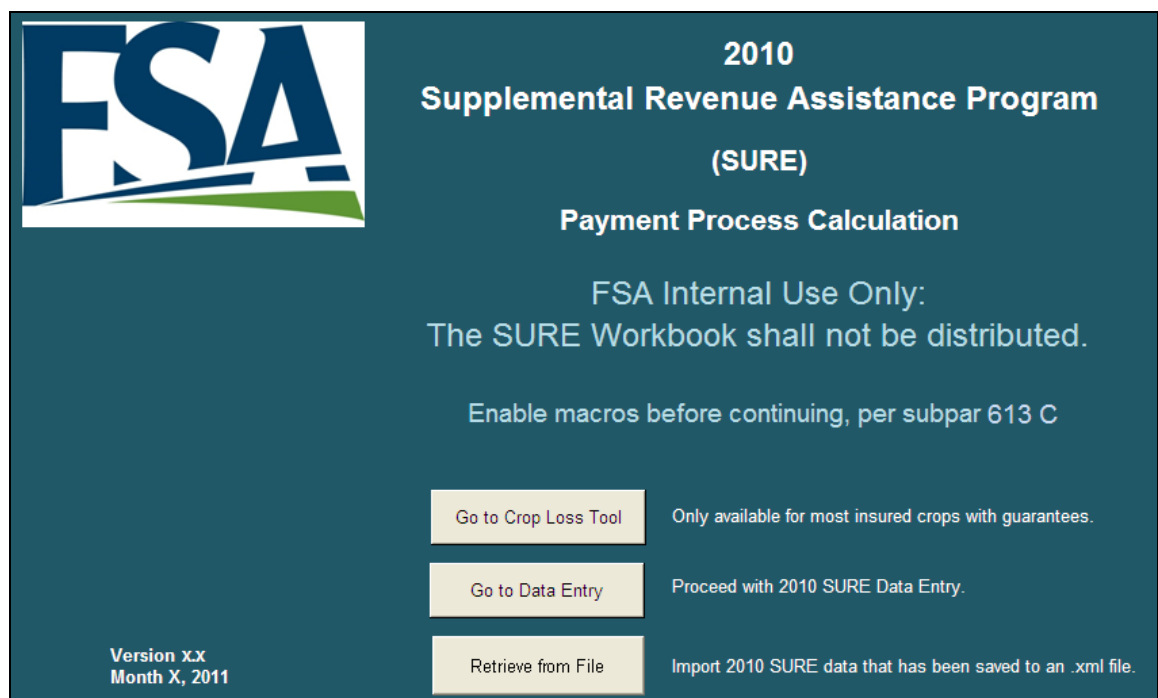 FSA
2010
Supplemental Revenue Assistance Program
(SURE)
Payment Process Calculation
FSA Internal Use Only:
The SURE Workbook shall not be distributed.
Enable macros before continuing, per subpar 613 C
Go to Crop Loss Tool Only available for most insured crops with guarantees.
Go to Data Entry Proceed with 2010 SURE Data Entry.
Retrieve from File Import 2010 SURE data that has been saved to an .xml file.
Version x.x
Month X, 2011